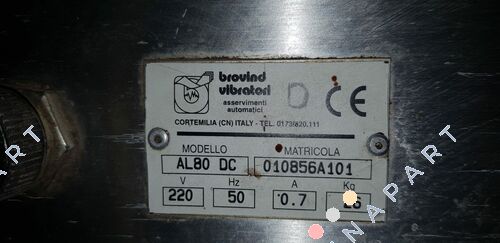 brovind
vibratori
asservimenti
automatici
D CE
CORTEMILIA (CN) ITALY - TEL. 0173/820.111
MODELLO MATRICOLA
AL80 DC 010856A101
V Hz A Kg
220 50 0.7 26